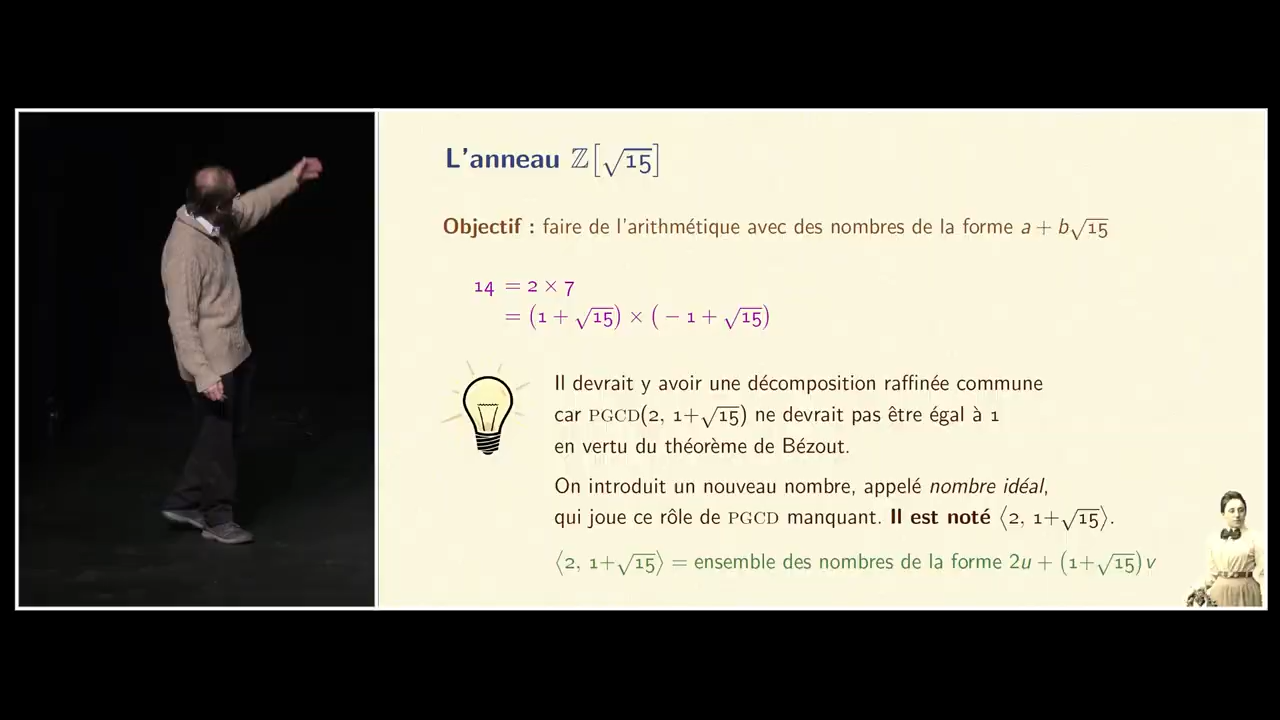 L'anneau ℤ[√15]
Objectif : faire de l'arithmétique avec des nombres de la forme a + b√15
14 = 2 × 7
= (1 + √15) × ( − 1 + √15)
Il devrait y avoir une décomposition raffinée commune
car PGCD(2, 1+√15) ne devrait pas être égal à 1
en vertu du théorème de Bézout.
On introduit un nouveau nombre, appelé nombre idéal,
qui joue ce rôle de PGCD manquant. Il est noté ⟨2, 1+√15⟩.
⟨2, 1+√15⟩ = ensemble des nombres de la forme 2u + (1+√15)v